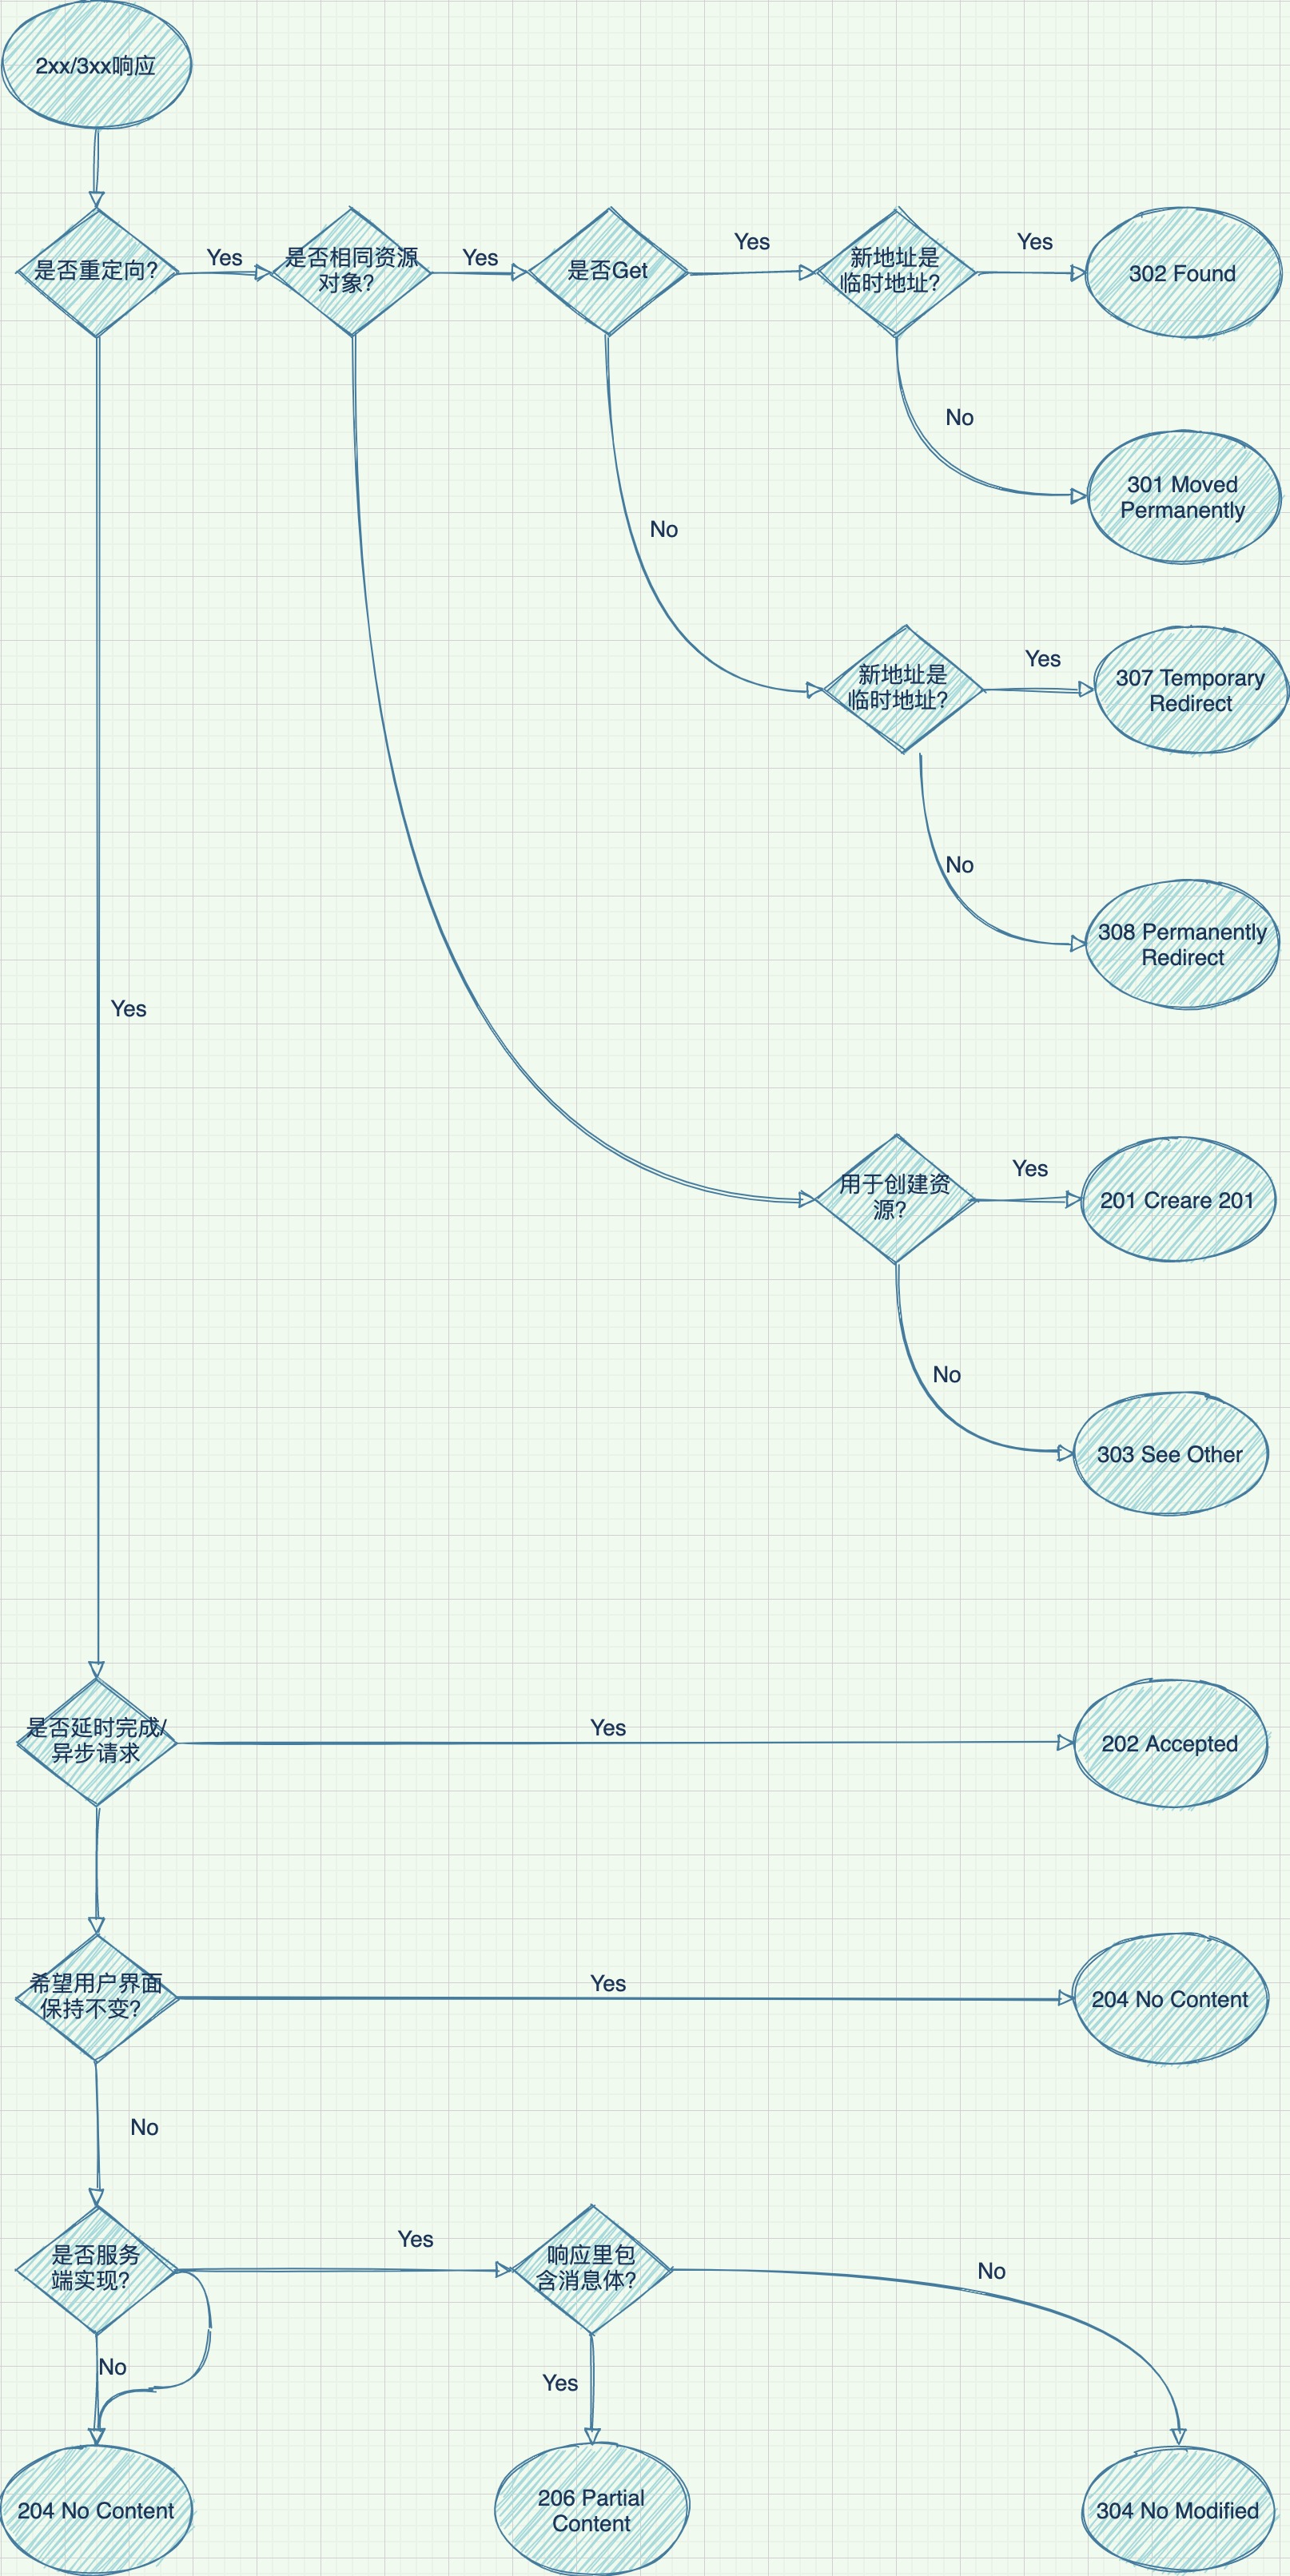 2xx/3xx响应
是否重定向?
Yes
是否相同资源
对象?
Yes
是否Get
Yes
新地址是
临时地址?
Yes
302 Found
No
301 Moved
Permanently
No
新地址是
临时地址?
Yes
307 Temporary
Redirect
No
308 Permanently
Redirect
Yes
用于创建资
源?
Yes
201 Creare 201
No
303 See Other
是否延时完成/
异步请求
Yes
202 Accepted
希望用户界面
保持不变?
Yes
204 No Content
No
是否服务
端实现?
Yes
响应里包
含消息体?
No
No
Yes
204 No Content
206 Partial
Content
304 No Modified